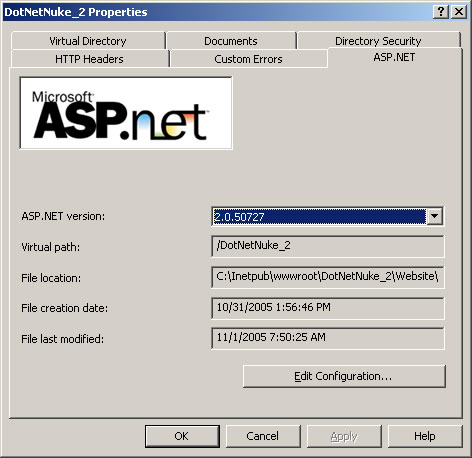 DotNetNuke_2 Properties
Virtual Directory Documents Directory Security
HTTP Headers Custom Errors ASP.NET
Microsoft
ASP.net
ASP.NET version: 2.0.50727
Virtual path: /DotNetNuke_2
File location: C:\Inetpub\wwwroot\DotNetNuke_2\Website\
File creation date: 10/31/2005 1:56:46 PM
File last modified: 11/1/2005 7:50:25 AM
Edit Configuration...
OK Cancel Apply Help